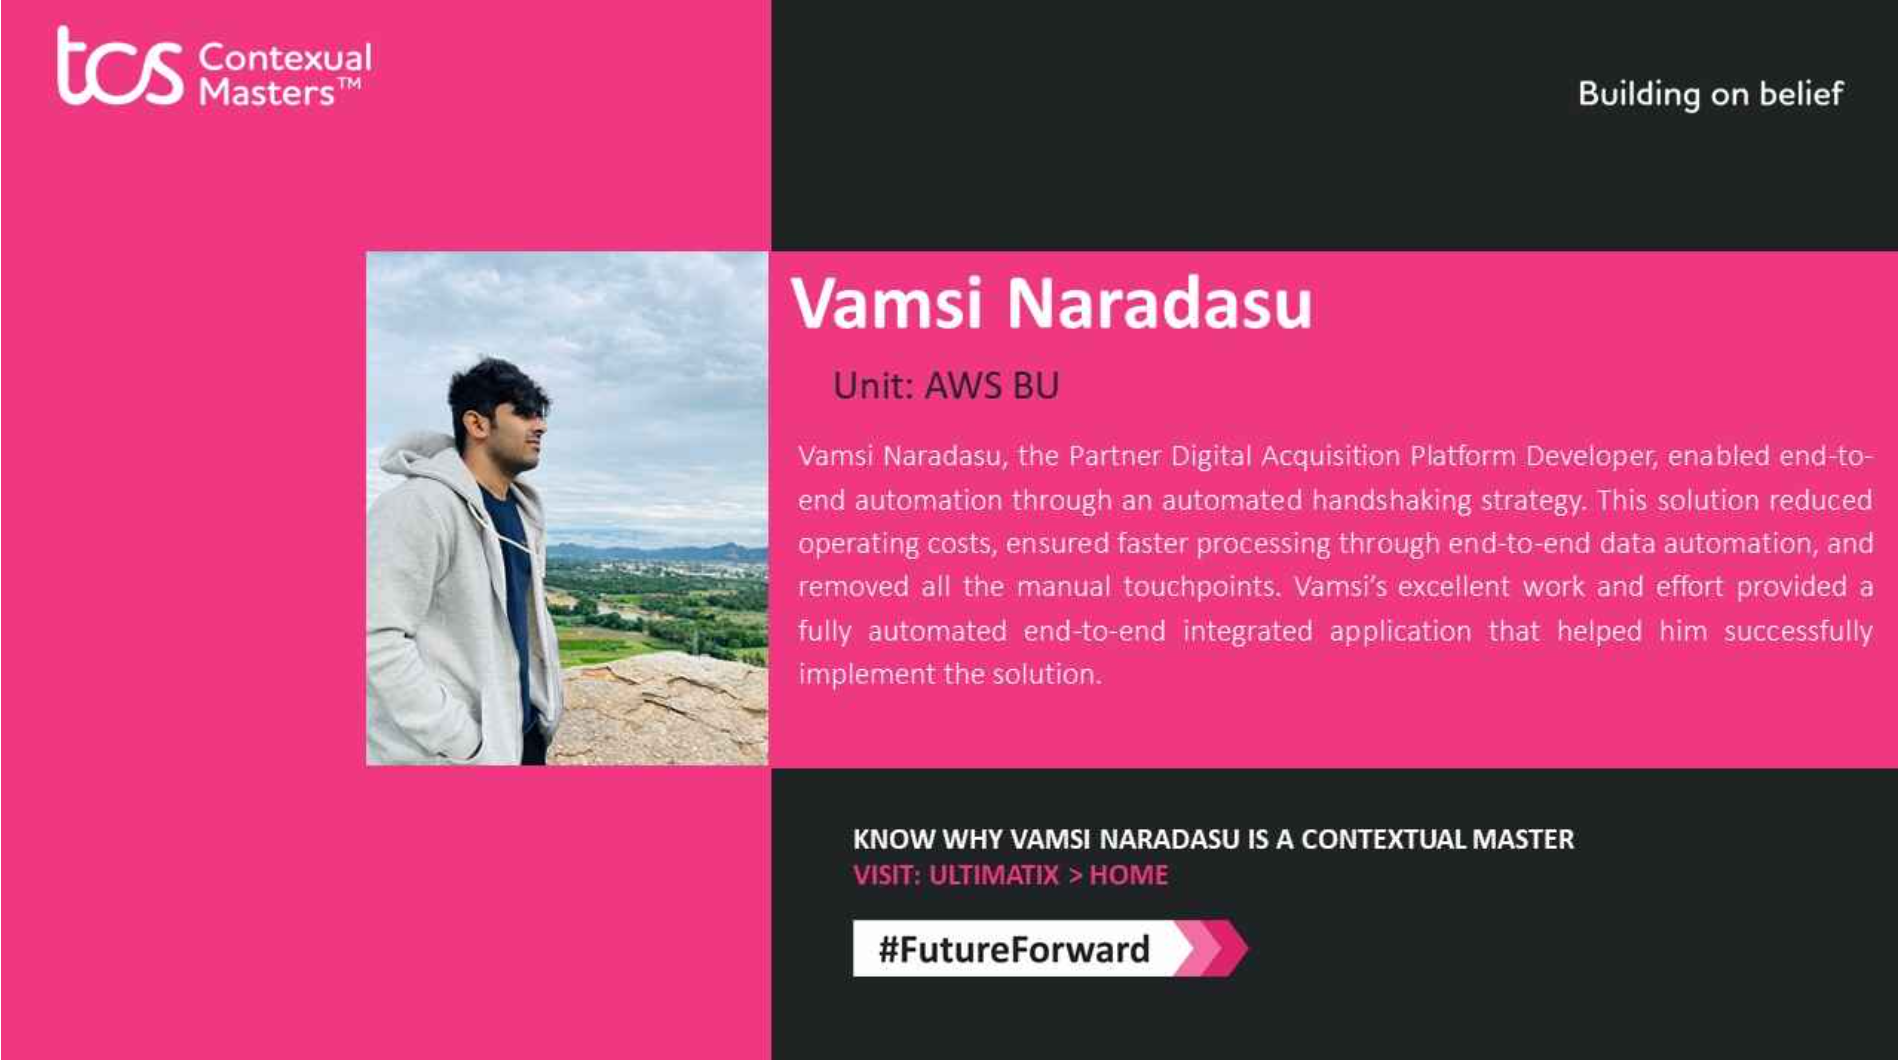 tcs Contexual
Masters™
Building on belief
Vamsi Naradasu
Unit: AWS BU
Vamsi Naradasu, the Partner Digital Acquisition Platform Developer, enabled end-to-
end automation through an automated handshaking strategy. This solution reduced
operating costs, ensured faster processing through end-to-end data automation, and
removed all the manual touchpoints. Vamsi’s excellent work and effort provided a
fully automated end-to-end integrated application that helped him successfully
implement the solution.
KNOW WHY VAMSI NARADASU IS A CONTEXTUAL MASTER
VISIT: ULTIMATIX > HOME
#FutureForward